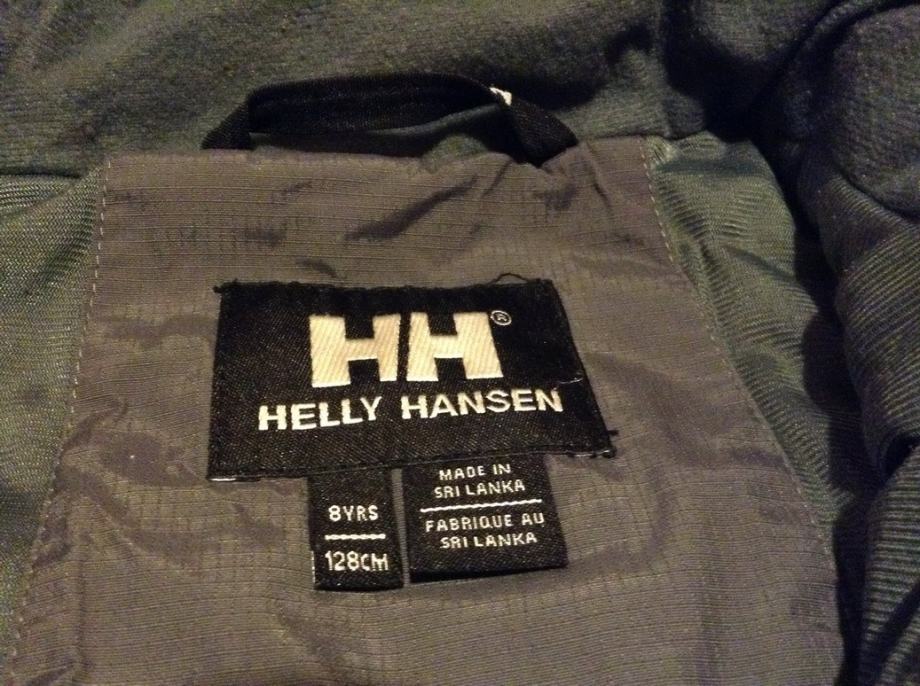 HH®
HELLY HANSEN
8YRS
128CM
MADE IN
SRI LANKA
FABRIQUE AU
SRI LANKA